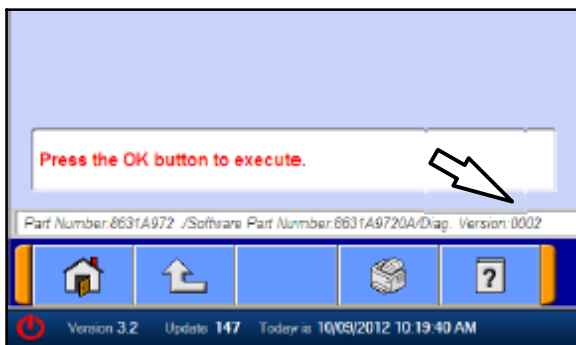 Press the OK button to execute.
Part Number:8631A972 /Software Part Number:8631A9720A/Diag. Version:0002
?
Version 3.2 Update 147 Today is 10/09/2012 10:19:40 AM